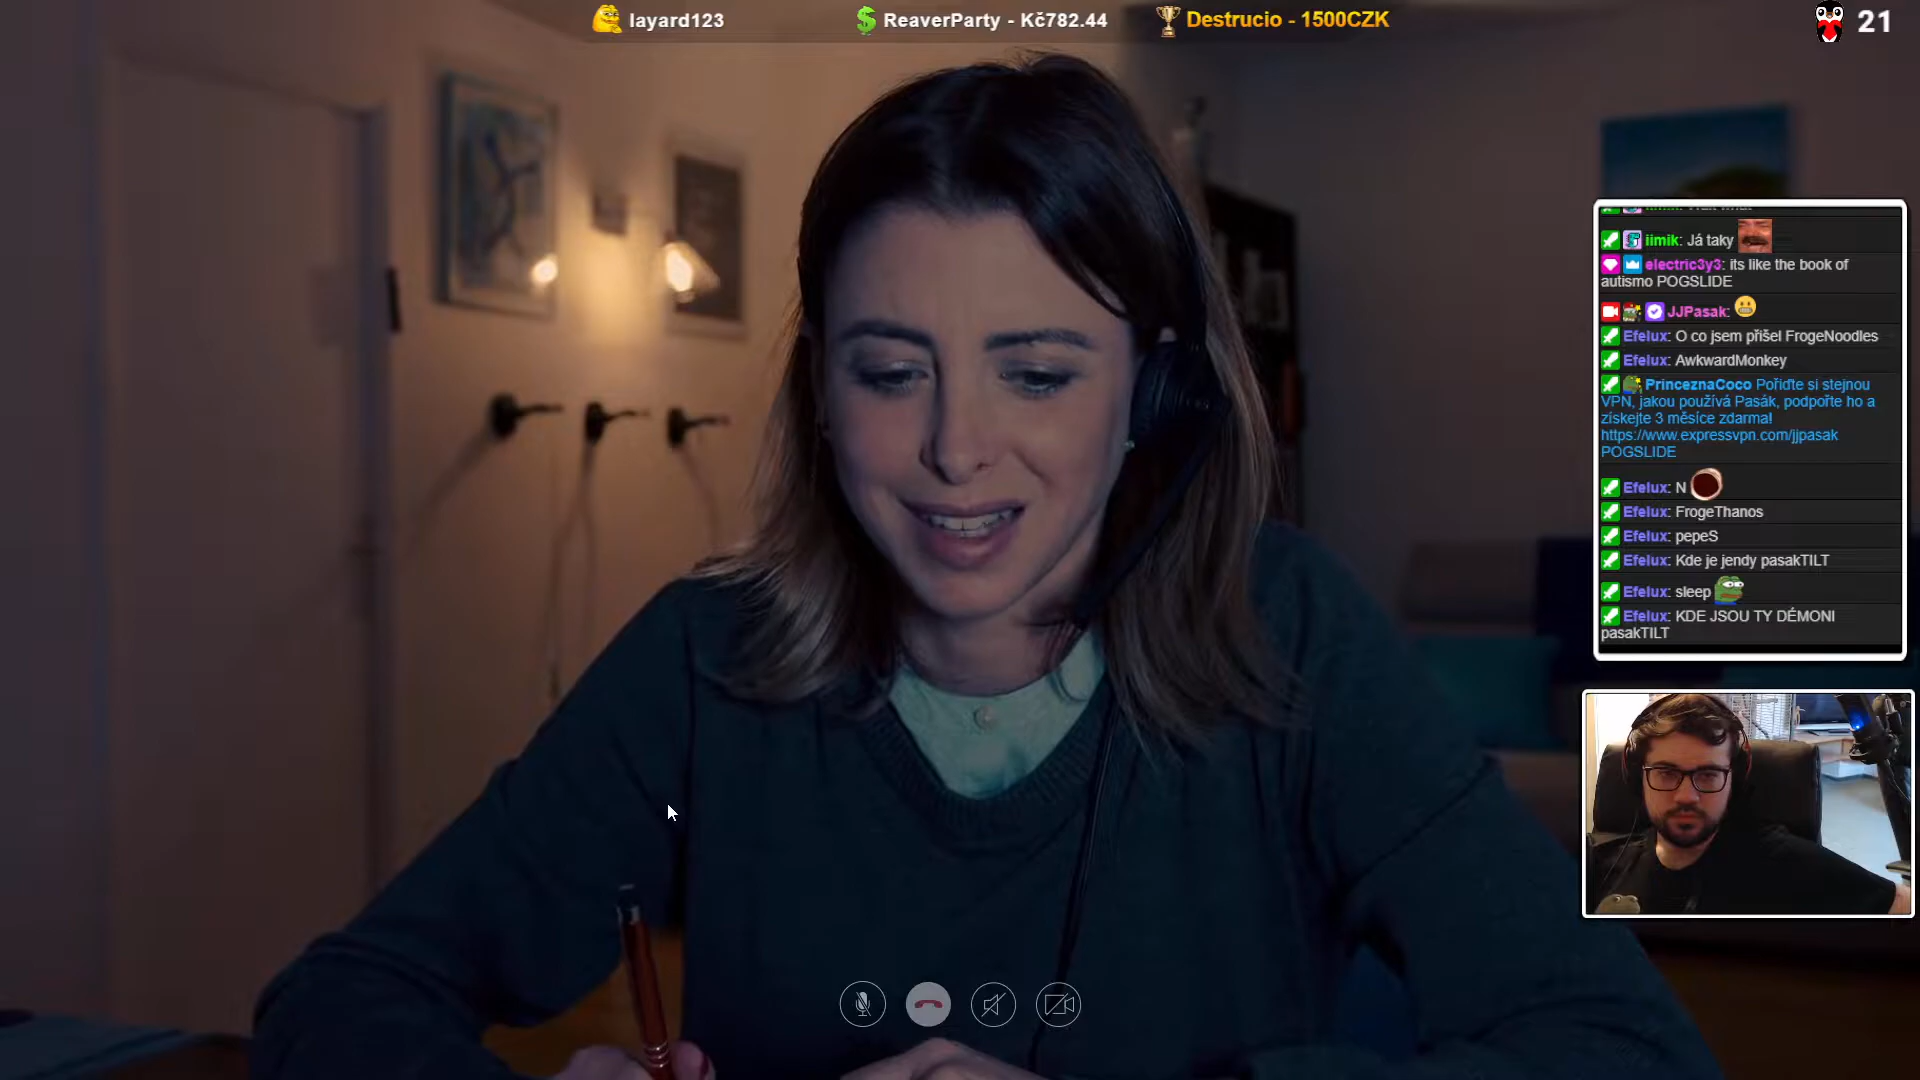 layard123
ReaverParty - Kč782.44
Destrucio - 1500CZK
21
iimik: Já taky
electric3y3: its like the book of
autismo POGSLIDE
JJPasak:
Efelux: O co jsem přišel FrogeNoodles
Efelux: AwkwardMonkey
PrinceznaCoco Pořiďte si stejnou
VPN, jakou používá Pasák, podpořte ho a
získejte 3 měsíce zdarma!
https://www.expressvpn.com/jjpasak
POGSLIDE
Efelux: N
Efelux: FrogeThanos
Efelux: pepeS
Efelux: Kde je jendy pasakTILT
Efelux: sleep
Efelux: KDE JSOU TY DÉMONI
pasakTILT